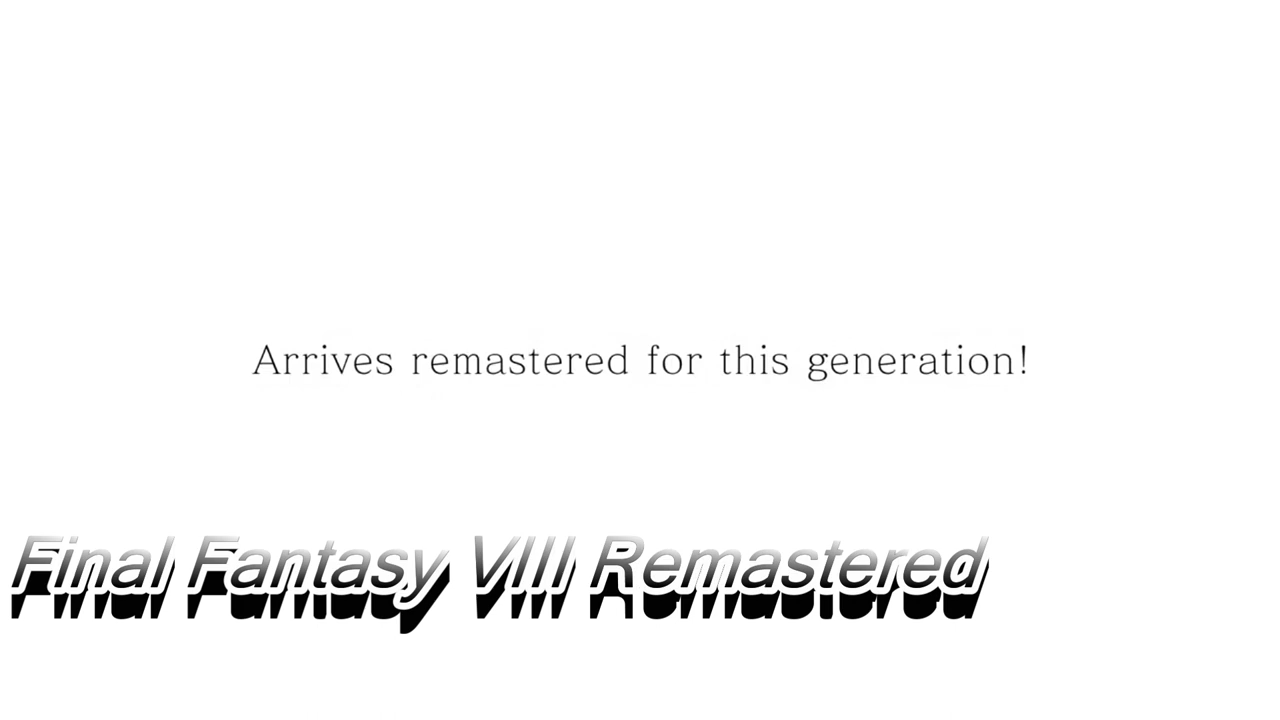 Arrives remastered for this generation!
Final Fantasy VIII Remastered